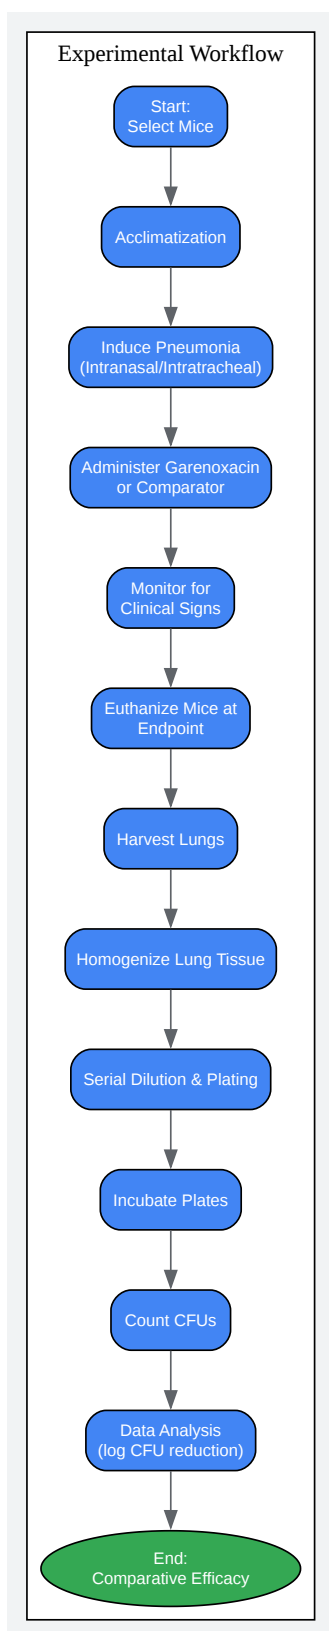 Experimental Workflow
Start:
Select Mice
Acclimatization
Induce Pneumonia
(Intranasal/Intratracheal)
Administer Garenoxacin
or Comparator
Monitor for
Clinical Signs
Euthanize Mice at
Endpoint
Harvest Lungs
Homogenize Lung Tissue
Serial Dilution & Plating
Incubate Plates
Count CFUs
Data Analysis
(log CFU reduction)
End:
Comparative Efficacy